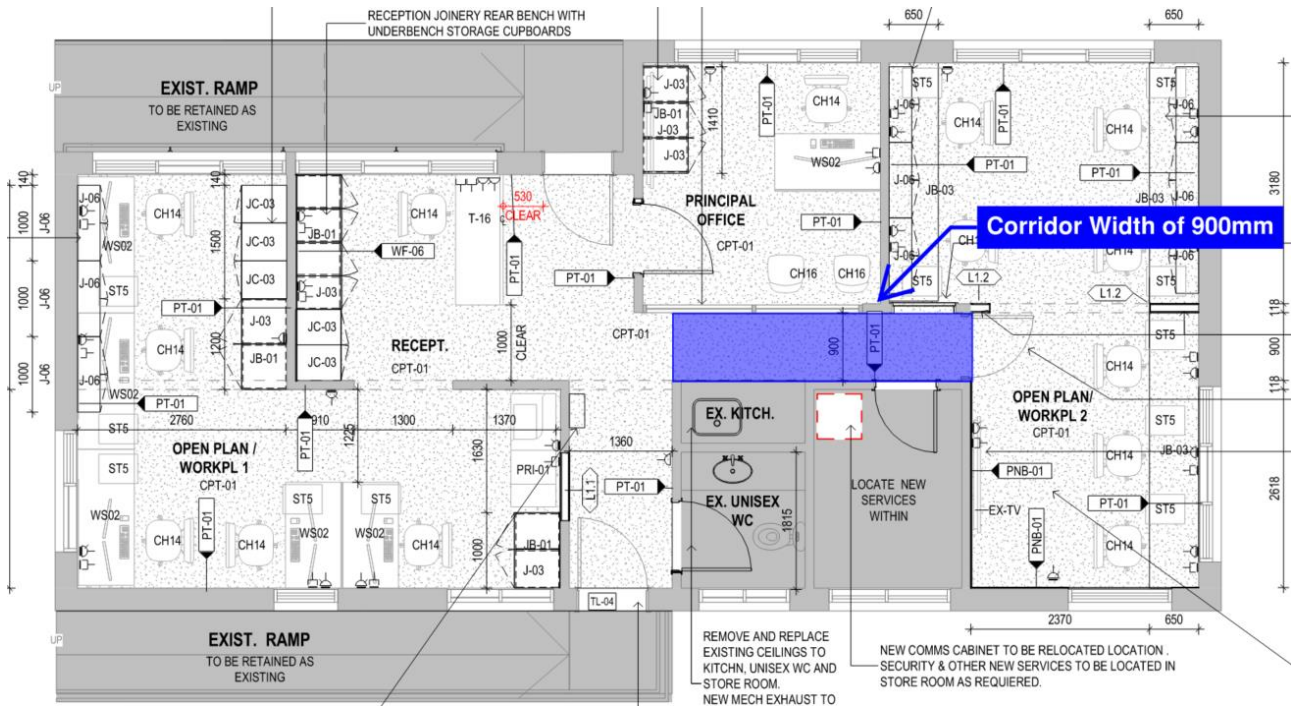 RECEPTION JOINERY REAR BENCH WITH
UNDERBENCH STORAGE CUPBOARDS
650
650
UP
EXIST. RAMP
TO BE RETAINED AS
EXISTING
J-03
JB-01
J-03
J-03
1410
PT-01
CH14
WS02
PRINCIPAL
OFFICE
CPT-01
PT-01
CH16
CH16
PT-01
ST5
J-06
J-06
J-06
ST5
CH14
PT-01
PT-01
JB-03
CH14
PT-01
JB-03
ST5
J-06
J-06
J-06
ST5
3180
Corridor Width of 900mm
CH14
CH14
L1.2
L1.2
140
1000
1000
1000
J-06
J-06
J-06
J-06
J-06
J-06
WS02
CH14
ST5
140
1500
1200
JC-03
JC-03
JC-03
J-03
JB-01
PT-01
CH14
WS02
PT-01
JB-01
J-03
JC-03
JC-03
CH14
WF-06
T-16
530
CLEAR
PT-01
1000
CLEAR
RECEPT.
CPT-01
CPT-01
900
PT-01
118
900
118
2760
910
1300
1370
ST5
OPEN PLAN /
WORKPL 1
CPT-01
PT-01
1225
1630
PRI-01
1360
L1.1
PT-01
EX. KITCH.
EX. UNISEX
WC
1815
LOCATE NEW
SERVICES
WITHIN
OPEN PLAN/
WORKPL 2
CPT-01
ST5
CH14
ST5
CH14
JB-03
PNB-01
EX-TV
PNB-01
PT-01
ST5
CH14
2618
ST5
WS02
CH14
PT-01
CH14
ST5
WS02
ST5
WS02
CH14
1000
JB-01
J-03
TL-04
2370
650
UP
EXIST. RAMP
TO BE RETAINED AS
EXISTING
REMOVE AND REPLACE
EXISTING CEILINGS TO
KITCHN, UNISEX WC AND
STORE ROOM.
NEW MECH EXHAUST TO
NEW COMMS CABINET TO BE RELOCATED LOCATION .
SECURITY & OTHER NEW SERVICES TO BE LOCATED IN
STORE ROOM AS REQUIERED.